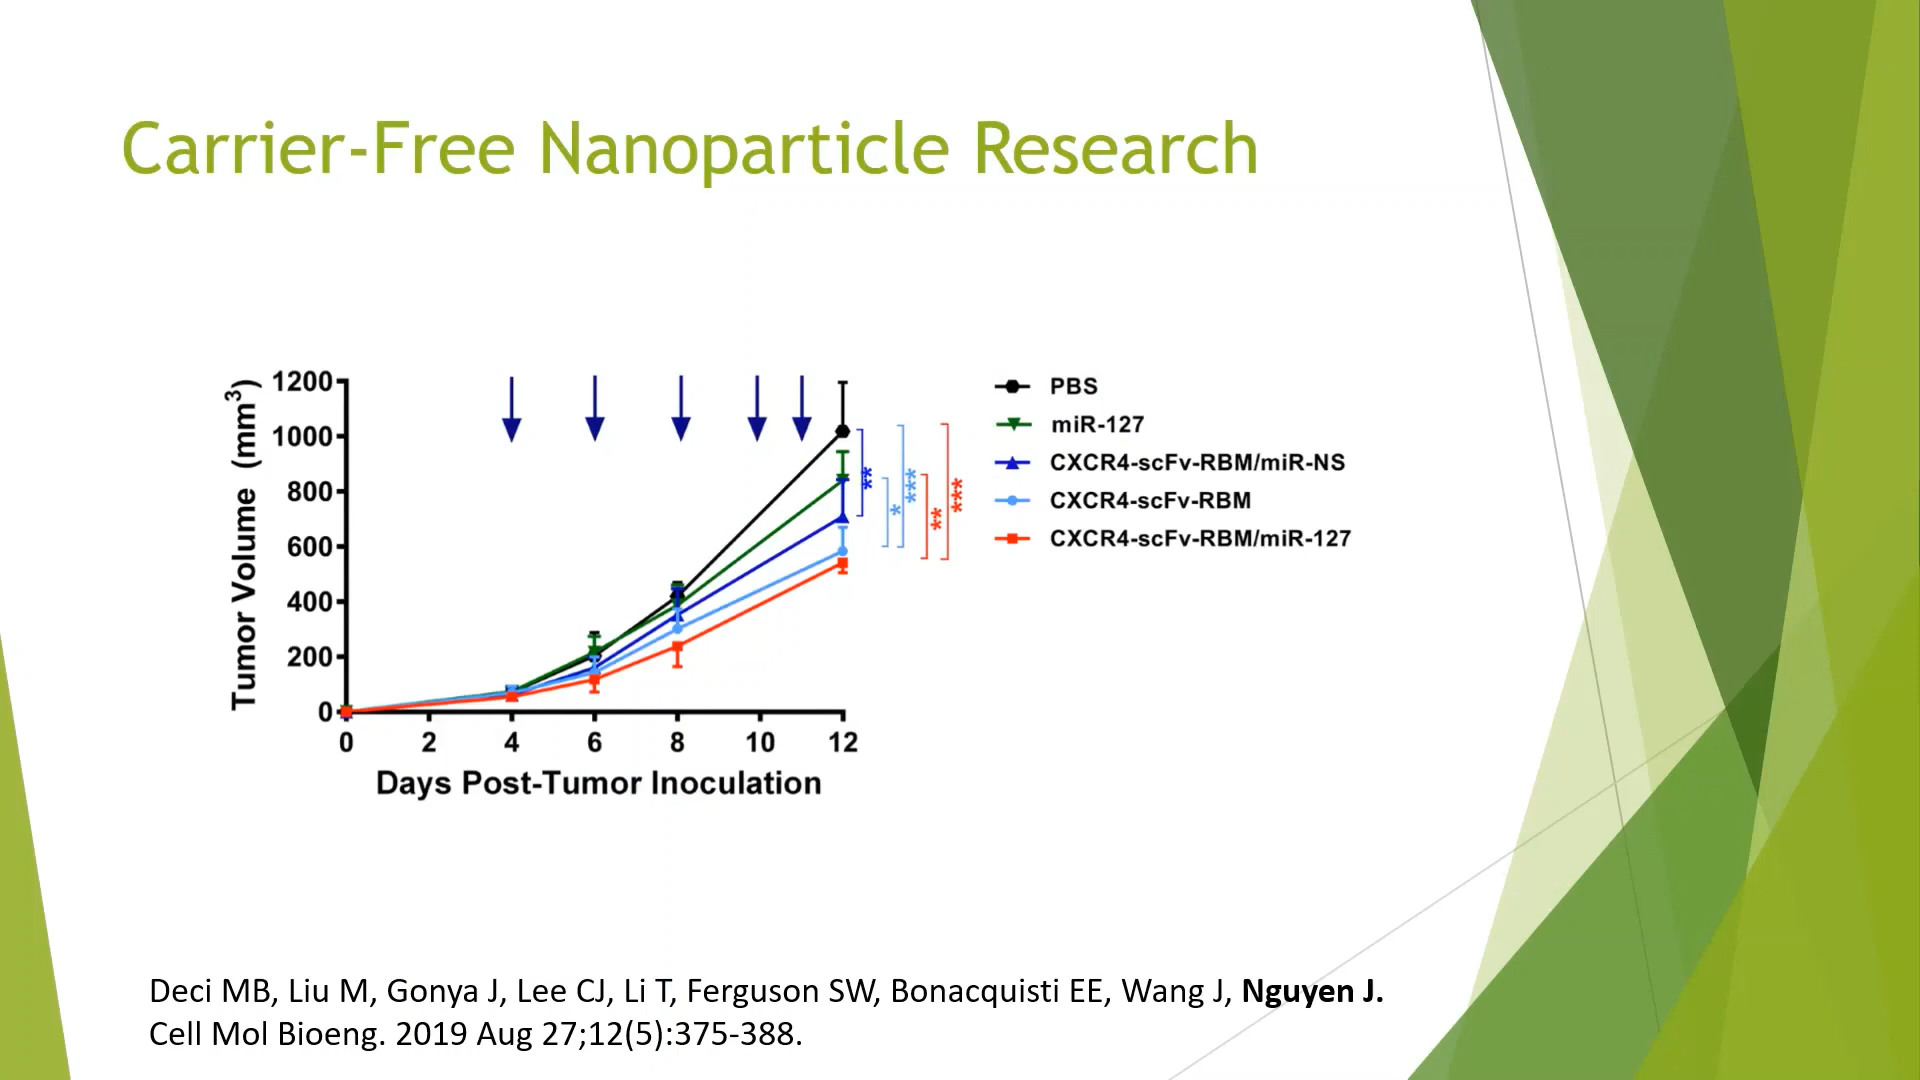 Carrier-Free Nanoparticle Research
Tumor Volume (mm³)
1200
1000
800
600
400
200
0
0 2 4 6 8 10 12
Days Post-Tumor Inoculation
**
*
***
**
***
PBS
miR-127
CXCR4-scFv-RBM/miR-NS
CXCR4-scFv-RBM
CXCR4-scFv-RBM/miR-127
Deci MB, Liu M, Gonya J, Lee CJ, Li T, Ferguson SW, Bonacquisti EE, Wang J, Nguyen J.
Cell Mol Bioeng. 2019 Aug 27;12(5):375-388.